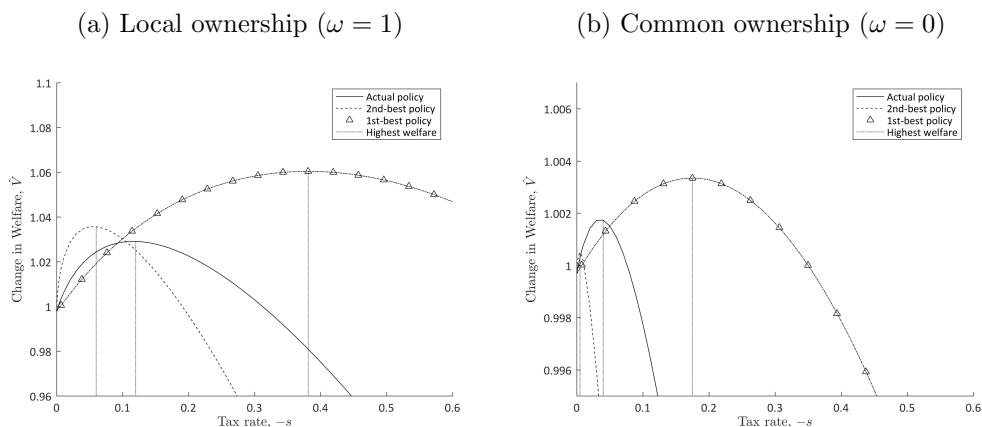 (a) Local ownership (ω = 1)
(b) Common ownership (ω = 0)
1.1
1.08
1.06
1.04
1.02
1
0.98
0.96
Change in Welfare, V̂
0
0.1
0.2
0.3
0.4
0.5
0.6
Tax rate, −s
Actual policy
2nd-best policy
1st-best policy
Highest welfare
1.006
1.004
1.002
1
0.998
0.996
Change in Welfare, V̂
0
0.1
0.2
0.3
0.4
0.5
0.6
Tax rate, −s
Actual policy
2nd-best policy
1st-best policy
Highest welfare